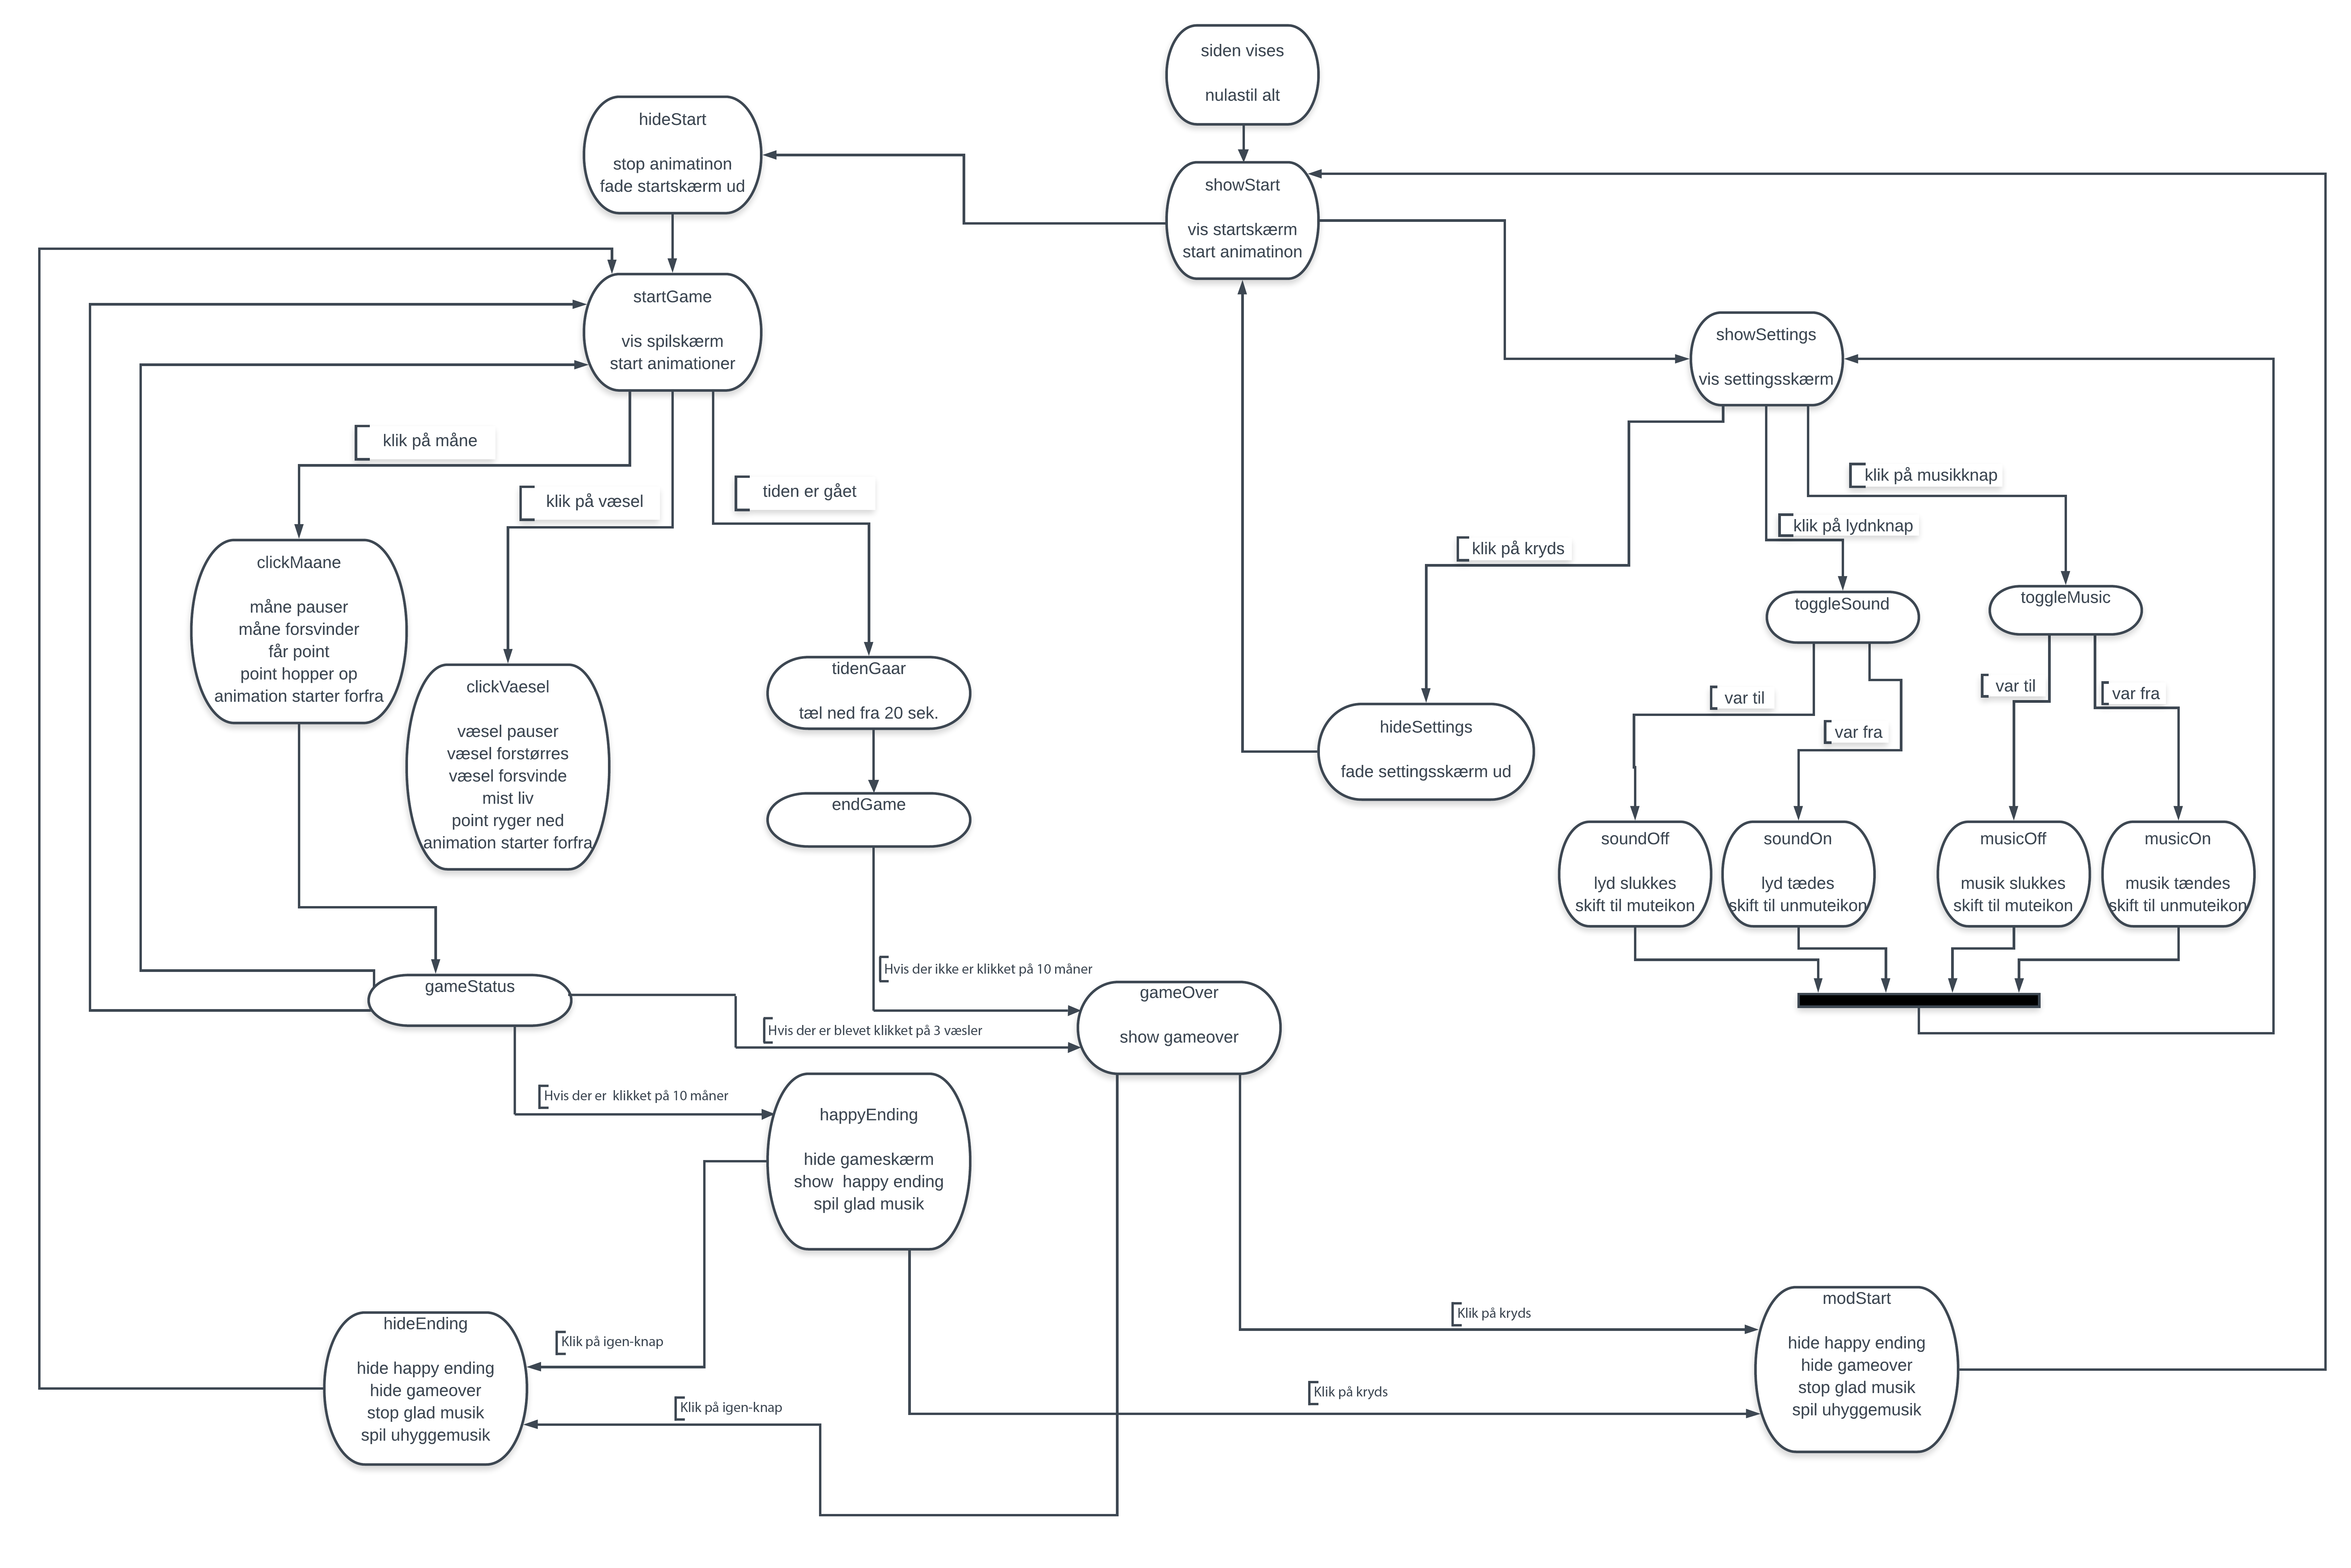 siden vises
nulastil alt
hideStart
stop animatinon
fade startskærm ud
showStart
vis startskærm
start animatinon
startGame
vis spilskærm
start animationer
showSettings
vis settingsskærm
klik på måne
klik på væsel
tiden er gået
klik på musikknap
klik på lydnknap
klik på kryds
clickMaane
måne pauser
måne forsvinder
får point
point hopper op
animation starter forfra
clickVaesel
væsel pauser
væsel forstørres
væsel forsvinde
mist liv
point ryger ned
animation starter forfra
tidenGaar
tæl ned fra 20 sek.
endGame
toggleSound
toggleMusic
var til
var fra
var til
var fra
hideSettings
fade settingsskærm ud
soundOff
lyd slukkes
skift til muteikon
soundOn
lyd tædes
skift til unmuteikon
musicOff
musik slukkes
skift til muteikon
musicOn
musik tændes
skift til unmuteikon
gameStatus
Hvis der ikke er klikket på 10 måner
Hvis der er blevet klikket på 3 væsler
gameOver
show gameover
Hvis der er  klikket på 10 måner
happyEnding
hide gameskærm
show  happy ending
spil glad musik
hideEnding
hide happy ending
hide gameover
stop glad musik
spil uhyggemusik
Klik på igen-knap
Klik på igen-knap
Klik på kryds
Klik på kryds
modStart
hide happy ending
hide gameover
stop glad musik
spil uhyggemusik